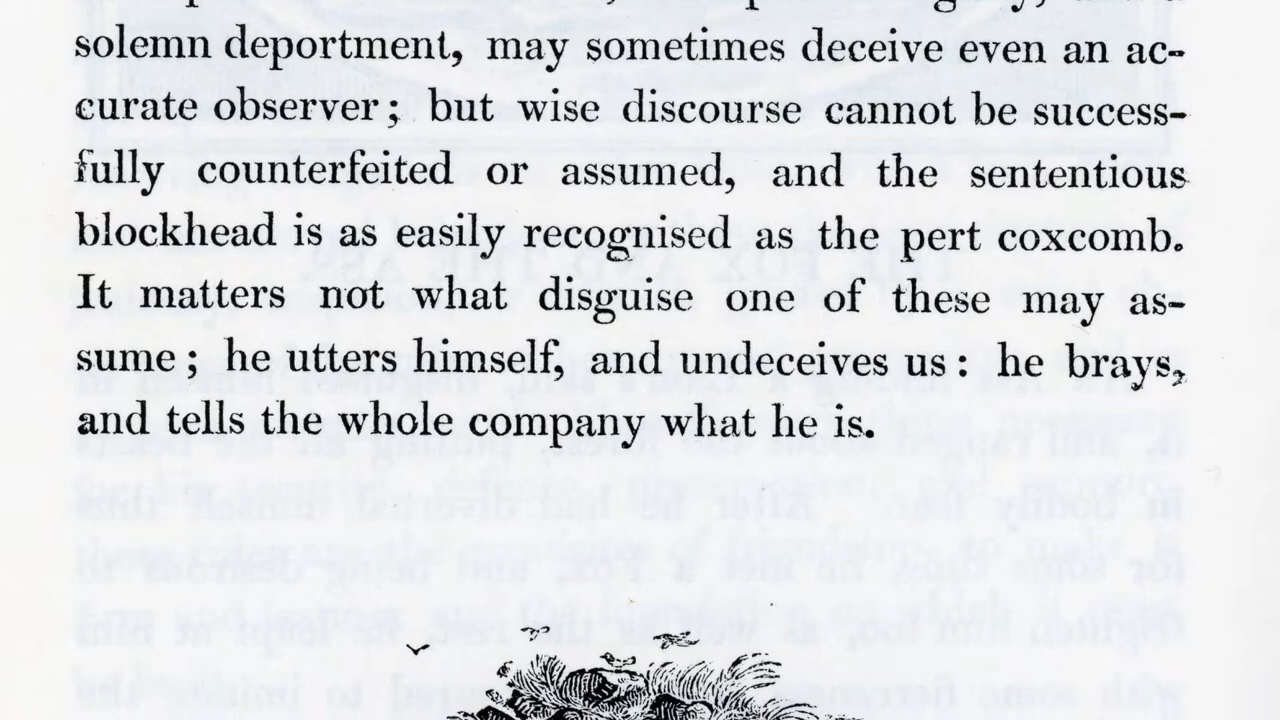 solemn deportment, may sometimes deceive even an ac-
curate observer; but wise discourse cannot be success-
fully counterfeited or assumed, and the sententious
blockhead is as easily recognised as the pert coxcomb.
It matters not what disguise one of these may as-
sume; he utters himself, and undeceives us: he brays,
and tells the whole company what he is.